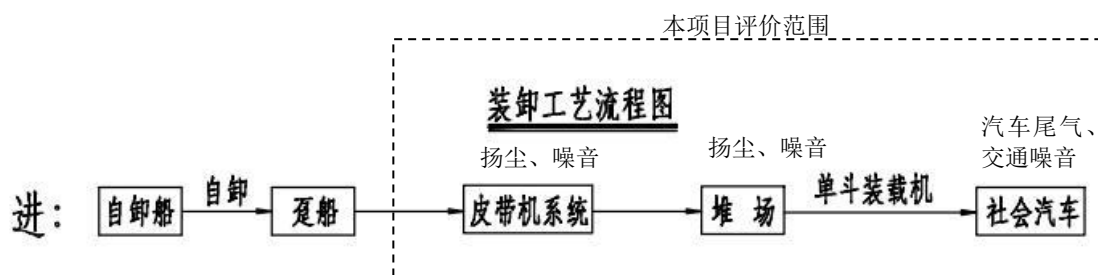 本项目评价范围
装卸工艺流程图
汽车尾气、
交通噪音
扬尘、噪音
扬尘、噪音
进：
自卸船
自卸
趸船
皮带机系统
堆场
单斗装载机
社会汽车